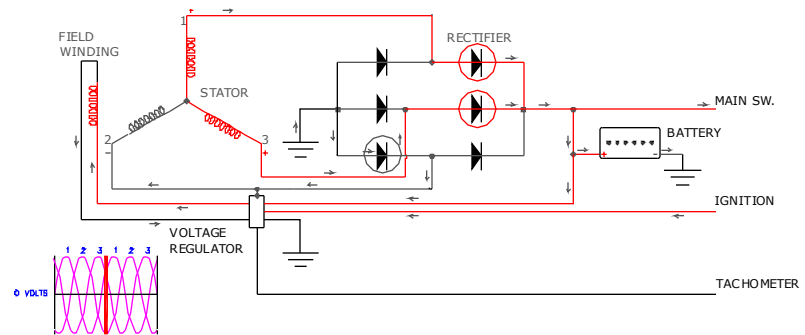 1
FIELD
WINDING
RECTIFIER
STATOR
MAIN SW.
2
-
3
+
BATTERY
+ -
IGNITION
VOLTAGE
REGULATOR
1 2 3 1 2 3
0 VOLTS
TACHOMETER